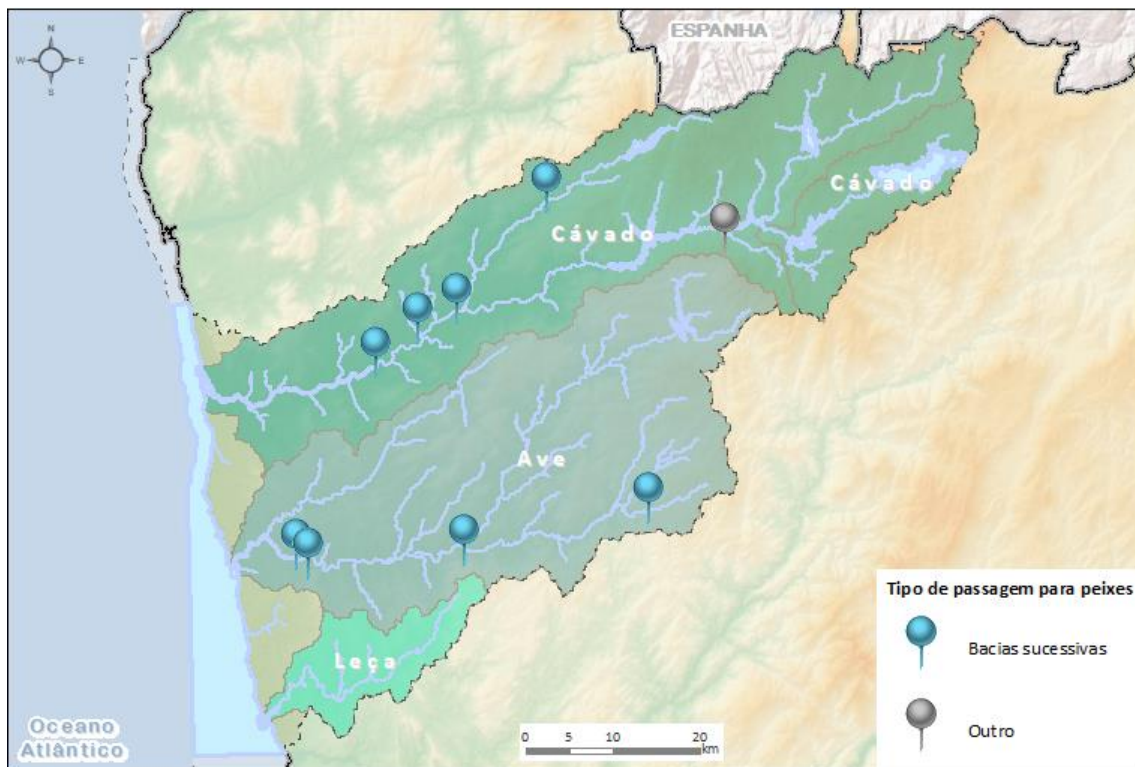 N
W E
S
ESPANHA
Cávado
Cávado
Ave
Leça
Oceano
Atlântico
0 5 10 20
km
Tipo de passagem para peixes
Bacias sucessivas
Outro